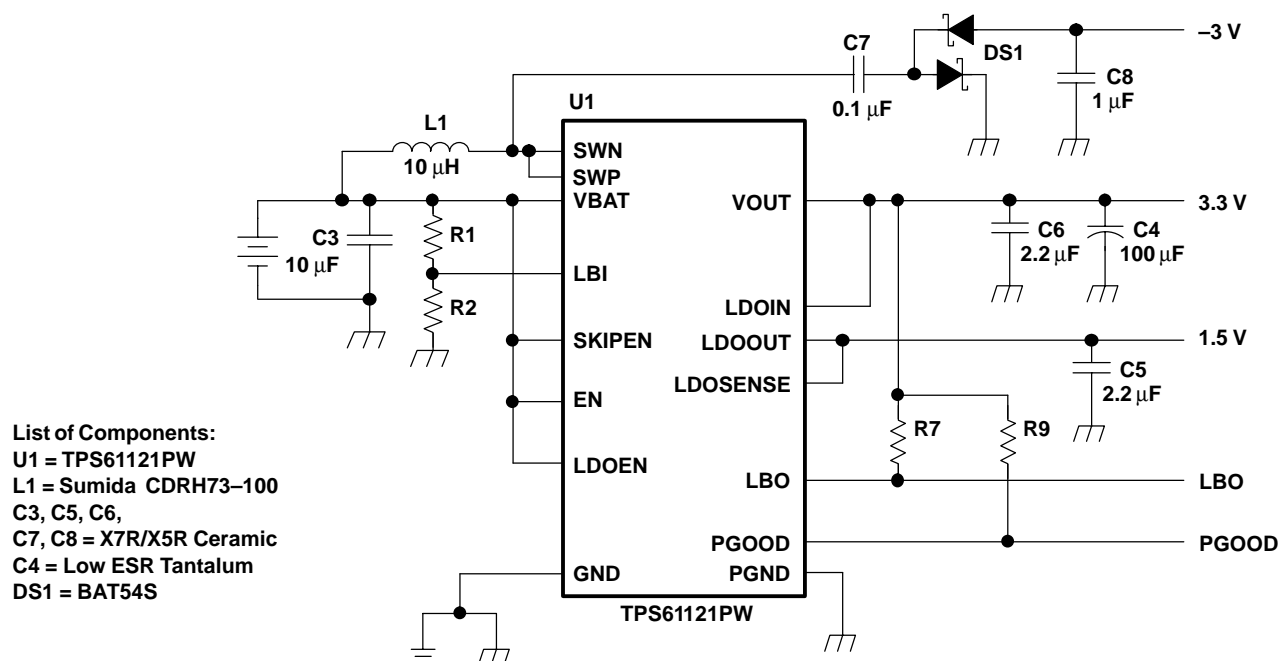 –3 V
C7
DS1
C8
1 μF
0.1 μF
U1
L1
10 μH
SWN
SWP
VBAT
VOUT
3.3 V
C3
10 μF
R1
C6
2.2 μF
C4
100 μF
LBI
R2
LDOIN
SKIPEN
LDOOUT
1.5 V
LDOSENSE
C5
2.2 μF
EN
R7
R9
List of Components:
U1 = TPS61121PW
L1 = Sumida CDRH73–100
C3, C5, C6,
C7, C8 = X7R/X5R Ceramic
C4 = Low ESR Tantalum
DS1 = BAT54S
LDOEN
LBO
LBO
PGOOD
PGOOD
GND
PGND
TPS61121PW